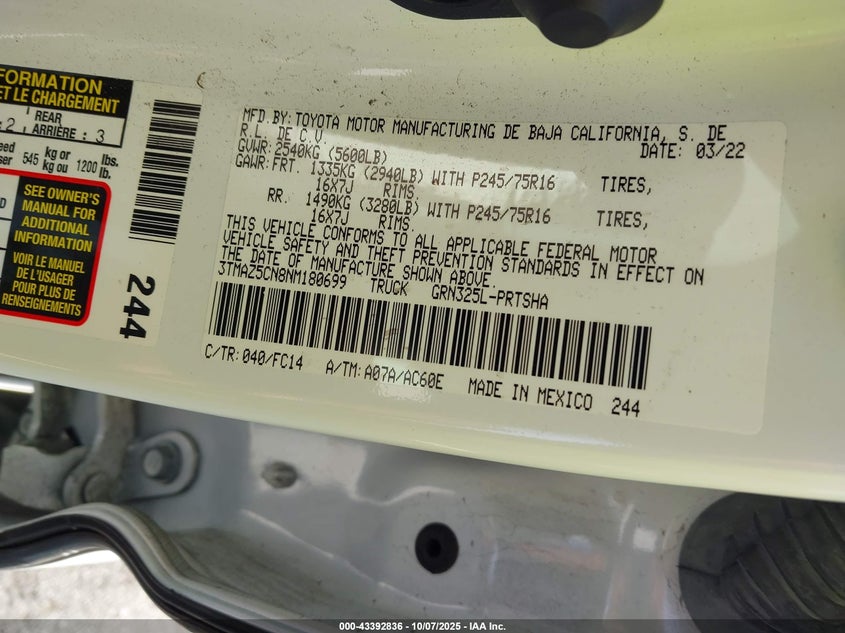 FORMATION
ET LE CHARGEMENT
2 REAR ARRIÈRE : 3
545 kg or kg ou 1200 lbs. lb.
SEE OWNER'S
MANUAL FOR
ADDITIONAL
INFORMATION
VOIR LE MANUEL
DE L'USAGER
POUR PLUS DE
RENSEIGNEMENTS
244
MFD.BY:TOYOTA MOTOR MANUFACTURING DE BAJA CALIFORNIA, S. DE
R.L. DE C.V. DATE: 03/22
GVWR:2540KG (5600LB)
GAWR:FRT. 1335KG (2940LB) WITH P245/75R16 TIRES,
16X7J RIMS.
RR. 1490KG (3280LB) WITH P245/75R16 TIRES,
16X7J RIMS.
THIS VEHICLE CONFORMS TO ALL APPLICABLE FEDERAL MOTOR
VEHICLE SAFETY AND THEFT PREVENTION STANDARDS IN EFFECT ON
THE DATE OF MANUFACTURE SHOWN ABOVE.
3TMAZ5CN8NM180699 TRUCK GRN325L-PRTSHA
C/TR:040/FC14 A/TM:A07A/AC60E MADE IN MEXICO 244
000-43392836 | 10/07/2025 | IAA Inc.